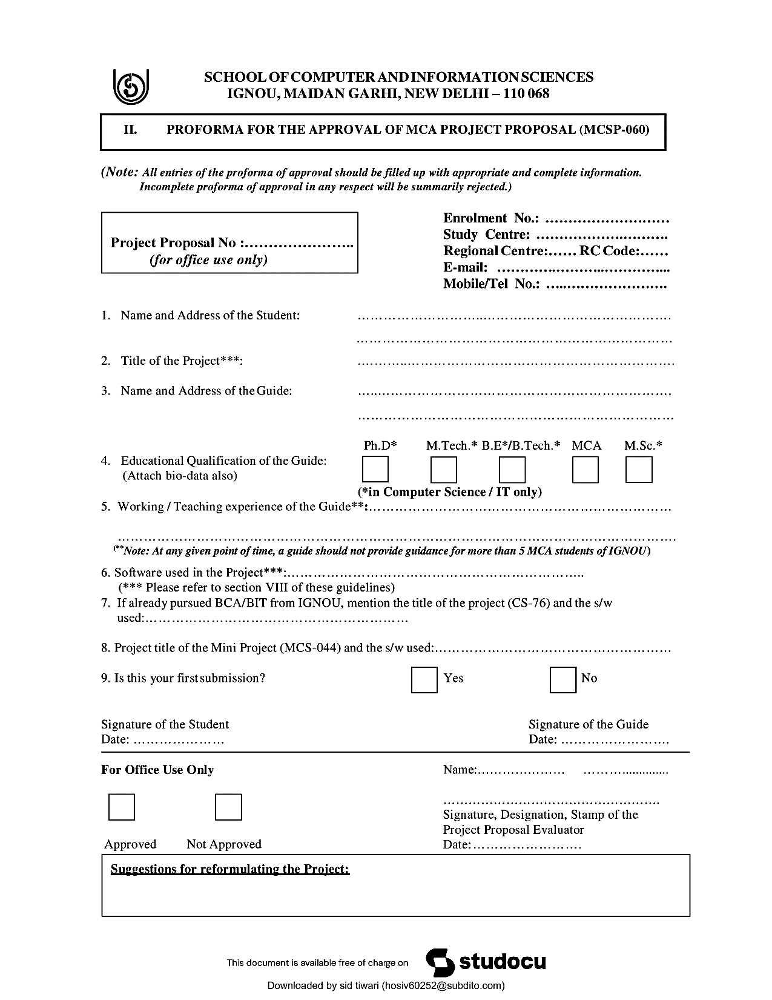 SCHOOL OF COMPUTER AND INFORMATION SCIENCES
IGNOU, MAIDAN GARHI, NEW DELHI – 110 068
II. PROFORMA FOR THE APPROVAL OF MCA PROJECT PROPOSAL (MCSP-060)
(Note: All entries of the proforma of approval should be filled up with appropriate and complete information.
Incomplete proforma of approval in any respect will be summarily rejected.)
Project Proposal No :…………………..
(for office use only)
Enrolment No.: ……………………..
Study Centre: ……………………….
Regional Centre:…… RC Code:……
E-mail: ………………………………...
Mobile/Tel No.: …..………………….
1. Name and Address of the Student: ………………………..…………………………………….
………………………………………………………………
2. Title of the Project***: ………..…………………………………………………….
3. Name and Address of the Guide: …..………………………………………………………….
………………………………………………………………
Ph.D* M.Tech.* B.E*/B.Tech.* MCA M.Sc.*
4. Educational Qualification of the Guide:
(Attach bio-data also)
(*in Computer Science / IT only)
5. Working / Teaching experience of the Guide**:……………………………………………………………
……………………………………………………………………………………………………………….
(**Note: At any given point of time, a guide should not provide guidance for more than 5 MCA students of IGNOU)
6. Software used in the Project***:…………………………………………………………..
(*** Please refer to section VIII of these guidelines)
7. If already pursued BCA/BIT from IGNOU, mention the title of the project (CS-76) and the s/w
used:……………………………………………………
8. Project title of the Mini Project (MCS-044) and the s/w used:………………………………………………
9. Is this your first submission? Yes No
Signature of the Student Signature of the Guide
Date: ………………… Date: …………………….
For Office Use Only Name:………………… ………..............
…………………………………………….
Signature, Designation, Stamp of the
Project Proposal Evaluator
Approved Not Approved Date:…………………….
Suggestions for reformulating the Project:
This document is available free of charge on studocu
Downloaded by sid tiwari (hosiv60252@subdito.com)